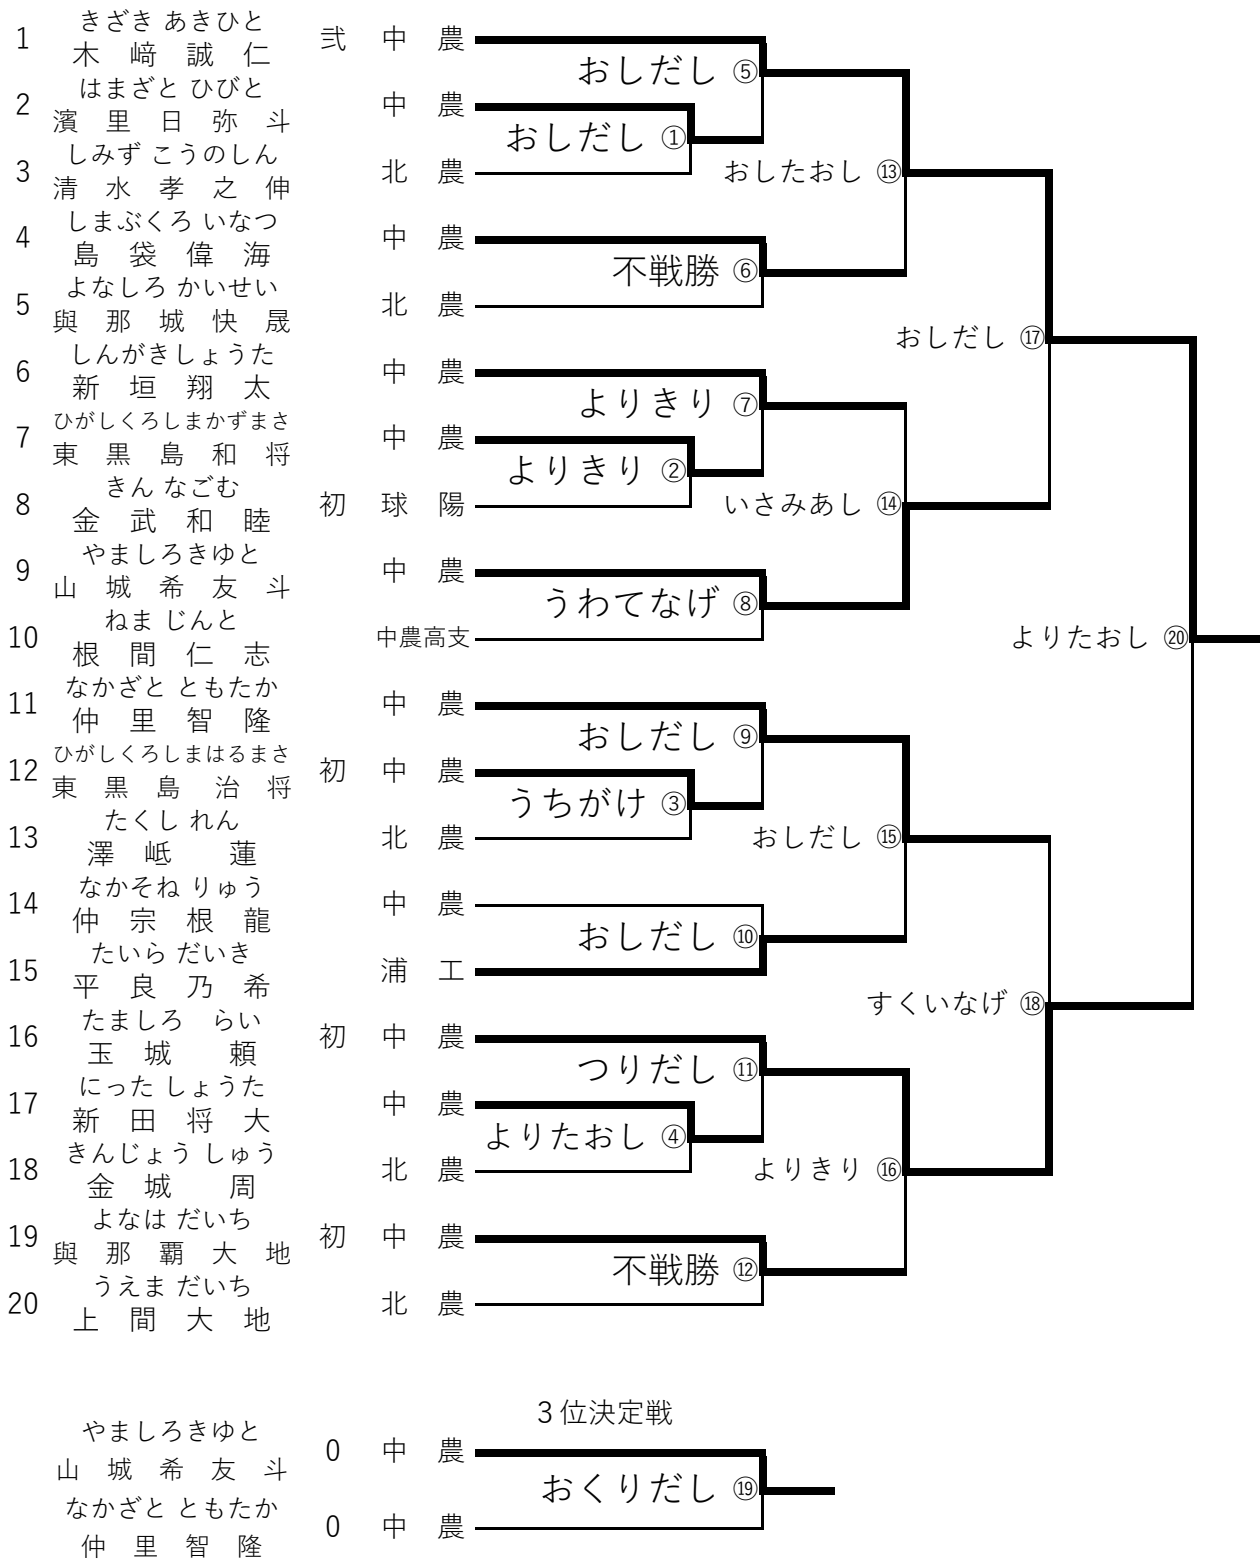 きざき あきひと
1 木﨑誠仁 弐 中農
おしだし ⑤
はまざと ひびと
2 濱里日弥斗 中農
おしだし ①
しみず こうのしん
3 清水孝之伸 北農
おしたおし ⑬
しまぶくろ いなつ
4 島袋偉海 中農
不戦勝 ⑥
よなしろ かいせい
5 與那城快晟 北農
おしだし ⑰
しんがきしょうた
6 新垣翔太 中農
よりきり ⑦
ひがしくろしまかずまさ
7 東黒島和将 中農
よりきり ②
きん なごむ
8 金武和睦 初 球陽
いさみあし ⑭
やましろきゆと
9 山城希友斗 中農
うわてなげ ⑧
ねま じんと
10 根間仁志 中農高支
よりたおし ⑳
なかざと ともたか
11 仲里智隆 中農
おしだし ⑨
ひがしくろしまはるまさ
12 東黒島治将 初 中農
うちがけ ③
たくし れん
13 澤岻蓮 北農
おしだし ⑮
なかそね りゅう
14 仲宗根龍 中農
おしだし ⑩
たいら だいき
15 平良乃希 浦工
すくいなげ ⑱
たましろ らい
16 玉城頼 初 中農
つりだし ⑪
にった しょうた
17 新田将大 中農
よりたおし ④
きんじょう しゅう
18 金城周 北農
よりきり ⑯
よなは だいち
19 與那覇大地 初 中農
不戦勝 ⑫
うえま だいち
20 上間大地 北農
3位決定戦
やましろきゆと
山城希友斗 0 中農
おくりだし ⑲
なかざと ともたか
仲里智隆 0 中農